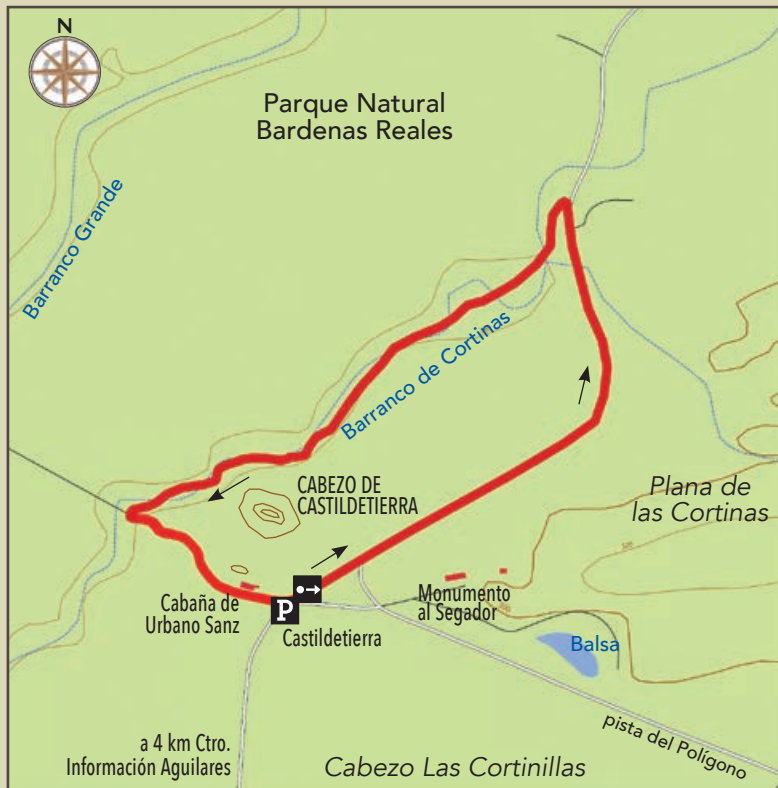 N
Parque Natural
Bardenas Reales
Barranco Grande
Barranco de Cortinas
CABEZO DE
CASTILDETIERRA
Plana de
las Cortinas
Cabaña de
Urbano Sanz
P
Castildetierra
Monumento
al Segador
Balsa
pista del Polígono
a 4 km Ctro.
Información Aguilares
Cabezo Las Cortinillas